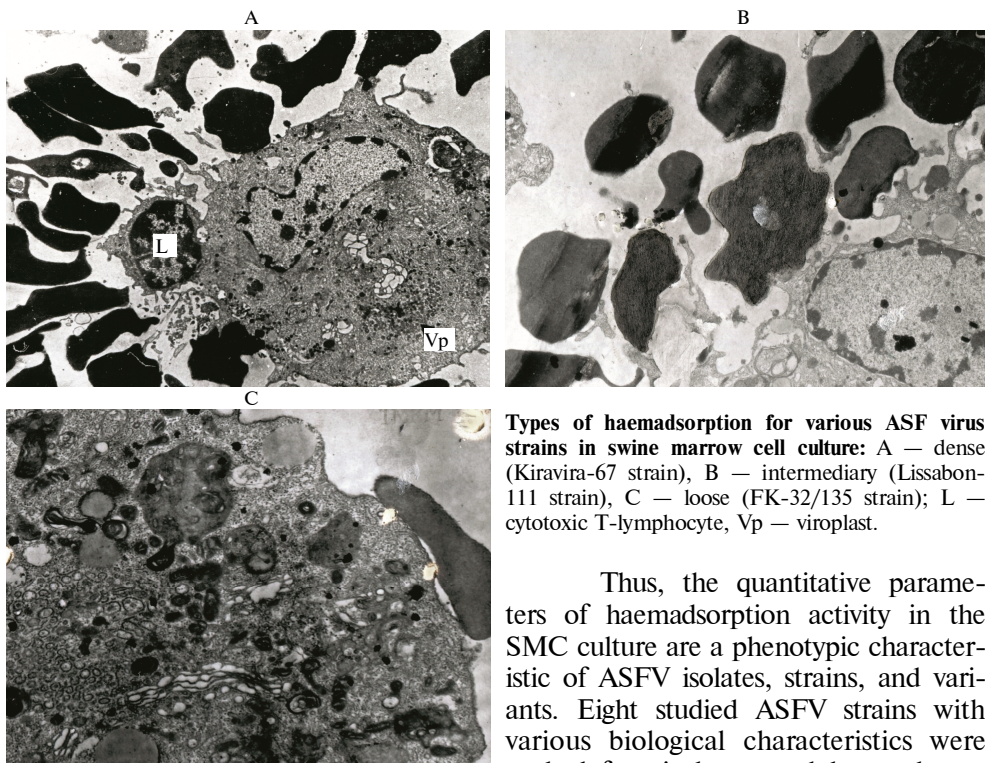 A
B
L
Vp
C
Types of haemadsorption for various ASF virus
strains in swine marrow cell culture: A — dense
(Kiravira-67 strain), B — intermediary (Lissabon-
111 strain), C — loose (FK-32/135 strain); L —
cytotoxic T-lymphocyte, Vp — viroplast.
Thus, the quantitative parame-
ters of haemadsorption activity in the
SMC culture are a phenotypic character-
istic of ASFV isolates, strains, and vari-
ants. Eight studied ASFV strains with
various biological characteristics were